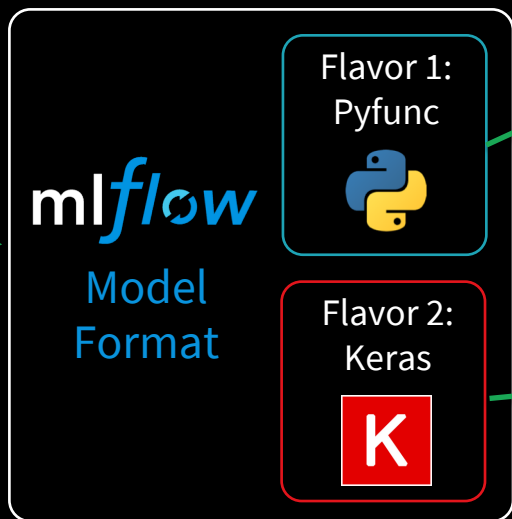 mlflow
Model
Format
Flavor 1:
Pyfunc
Flavor 2:
Keras
K